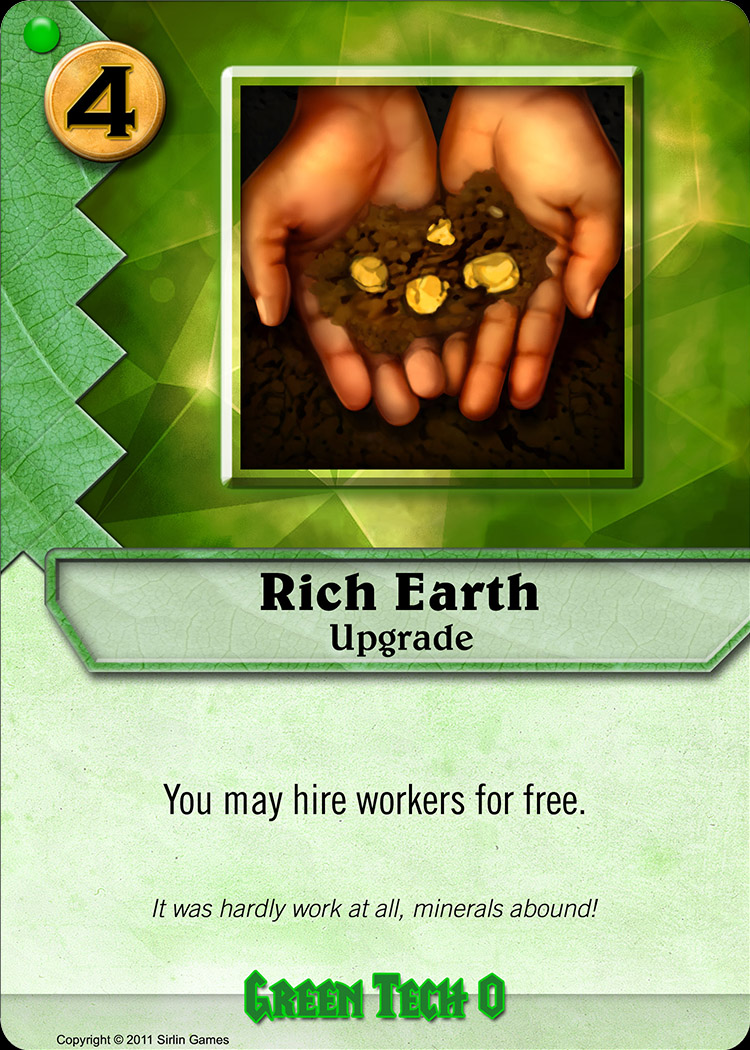 4
Rich Earth
Upgrade
You may hire workers for free.
It was hardly work at all, minerals abound!
Green Tech 0
Copyright © 2011 Sirlin Games